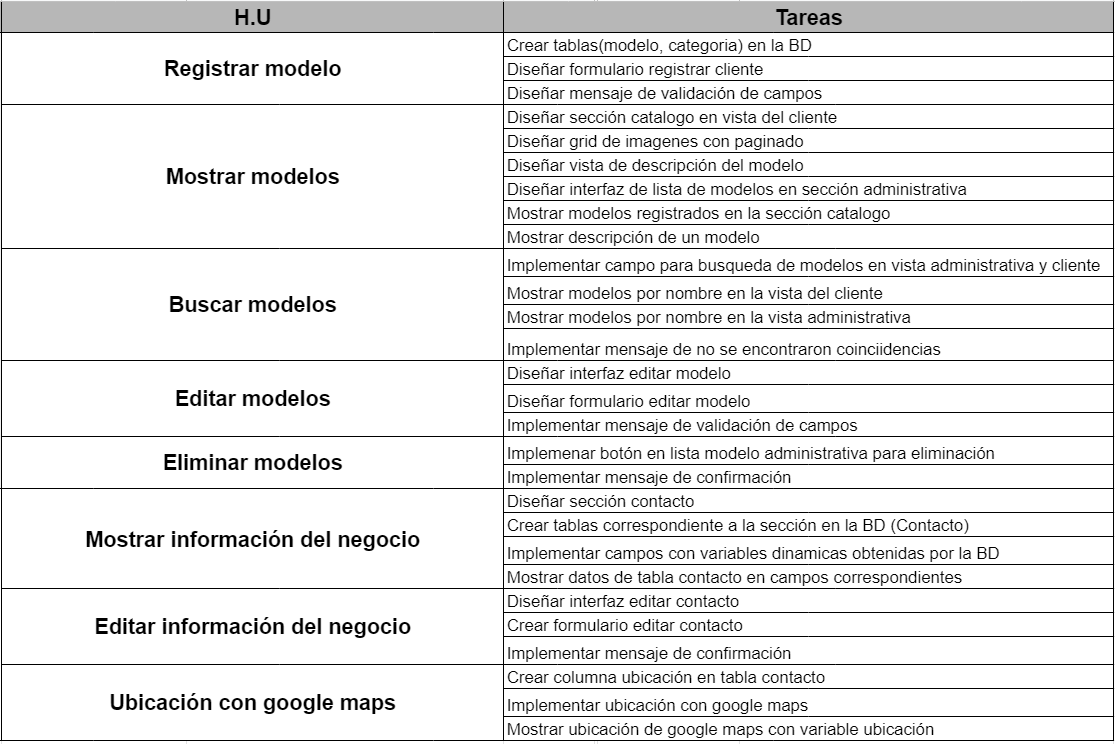 H.U
Tareas
Registrar modelo
Crear tablas(modelo, categoria) en la BD
Diseñar formulario registrar cliente
Diseñar mensaje de validación de campos
Mostrar modelos
Diseñar sección catalogo en vista del cliente
Diseñar grid de imagenes con paginado
Diseñar vista de descripción del modelo
Diseñar interfaz de lista de modelos en sección administrativa
Mostrar modelos registrados en la sección catalogo
Mostrar descripción de un modelo
Buscar modelos
Implementar campo para busqueda de modelos en vista administrativa y cliente
Mostrar modelos por nombre en la vista del cliente
Mostrar modelos por nombre en la vista administrativa
Implementar mensaje de no se encontraron coinciidencias
Editar modelos
Diseñar interfaz editar modelo
Diseñar formulario editar modelo
Implementar mensaje de validación de campos
Eliminar modelos
Implemenar botón en lista modelo administrativa para eliminación
Implementar mensaje de confirmación
Mostrar información del negocio
Diseñar sección contacto
Crear tablas correspondiente a la sección en la BD (Contacto)
Implementar campos con variables dinamicas obtenidas por la BD
Mostrar datos de tabla contacto en campos correspondientes
Editar información del negocio
Diseñar interfaz editar contacto
Crear formulario editar contacto
Implementar mensaje de confirmación
Ubicación con google maps
Crear columna ubicación en tabla contacto
Implementar ubicación con google maps
Mostrar ubicación de google maps con variable ubicación